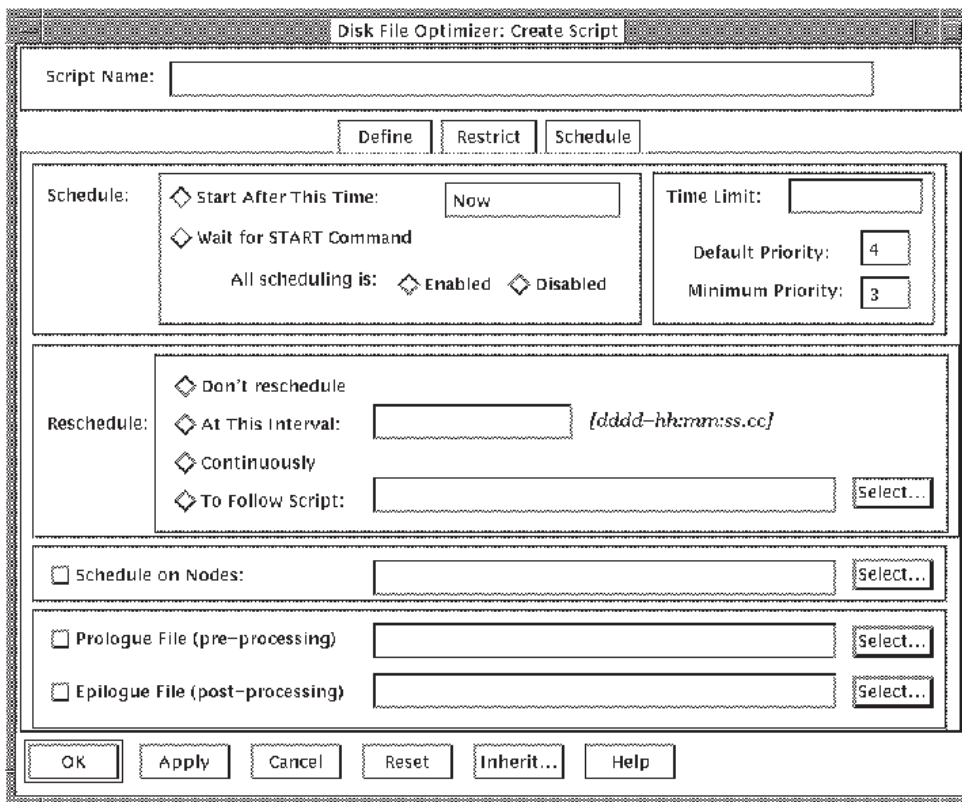 Disk File Optimizer: Create Script
Script Name:
Define Restrict Schedule
Schedule:
Start After This Time: Now
Wait for START Command
All scheduling is: Enabled Disabled
Time Limit:
Default Priority: 4
Minimum Priority: 3
Reschedule:
Don't reschedule
At This Interval: [dddd-hh:mm:ss.cc]
Continuously
To Follow Script: Select...
Schedule on Nodes: Select...
Prologue File (pre-processing) Select...
Epilogue File (post-processing) Select...
OK Apply Cancel Reset Inherit... Help